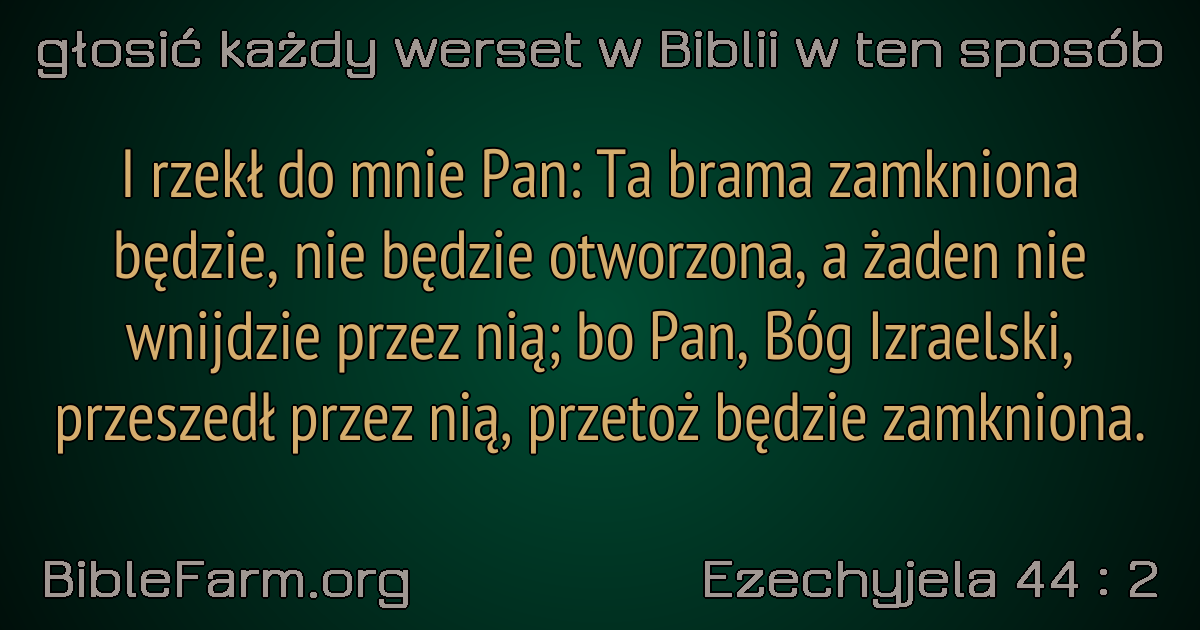 głosić każdy werset w Biblii w ten sposób
I rzekł do mnie Pan: Ta brama zamkniona
będzie, nie będzie otworzona, a żaden nie
wnijdzie przez nią; bo Pan, Bóg Izraelski,
przeszedł przez nią, przetoż będzie zamkniona.
BibleFarm.org
Ezechyjela 44 : 2